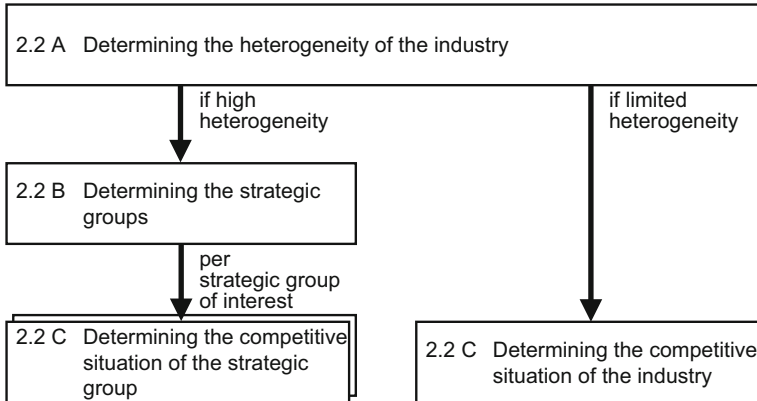 2.2 A Determining the heterogeneity of the industry
if high
heterogeneity
if limited
heterogeneity
2.2 B Determining the strategic
groups
per
strategic group
of interest
2.2 C Determining the competitive
situation of the strategic
group
2.2 C Determining the competitive
situation of the industry